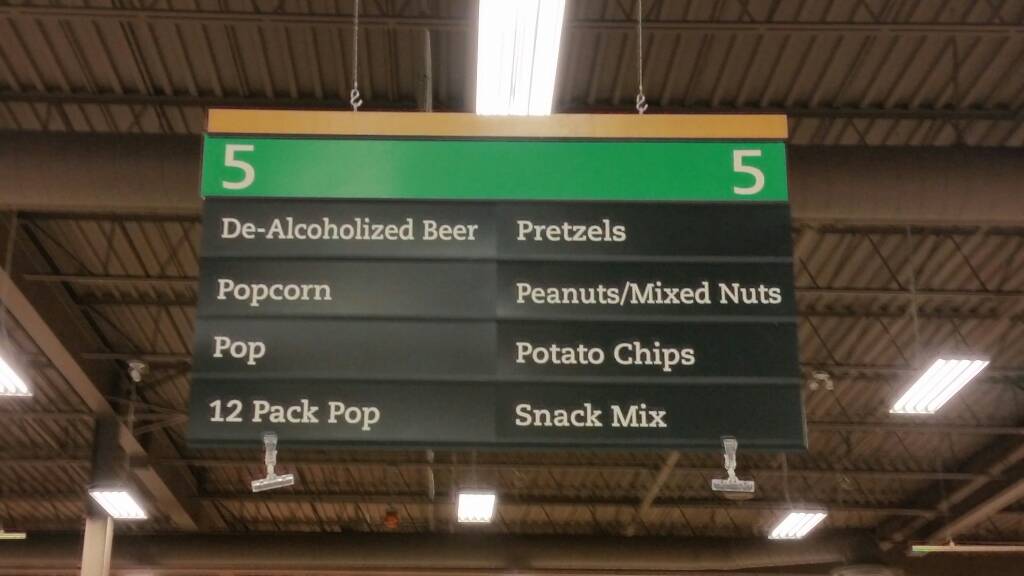 5 5
De-Alcoholized Beer
Popcorn
Pop
12 Pack Pop
Pretzels
Peanuts/Mixed Nuts
Potato Chips
Snack Mix